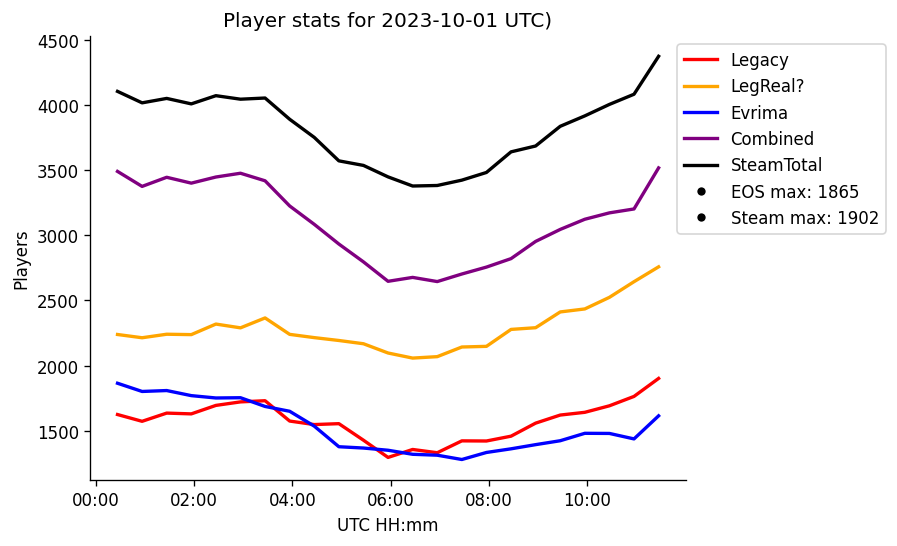 Player stats for 2023-10-01 UTC)
4500
4000
3500
3000
2500
2000
1500
Players
00:00
02:00
04:00
06:00
08:00
10:00
UTC HH:mm
Legacy
LegReal?
Evrima
Combined
SteamTotal
EOS max: 1865
Steam max: 1902